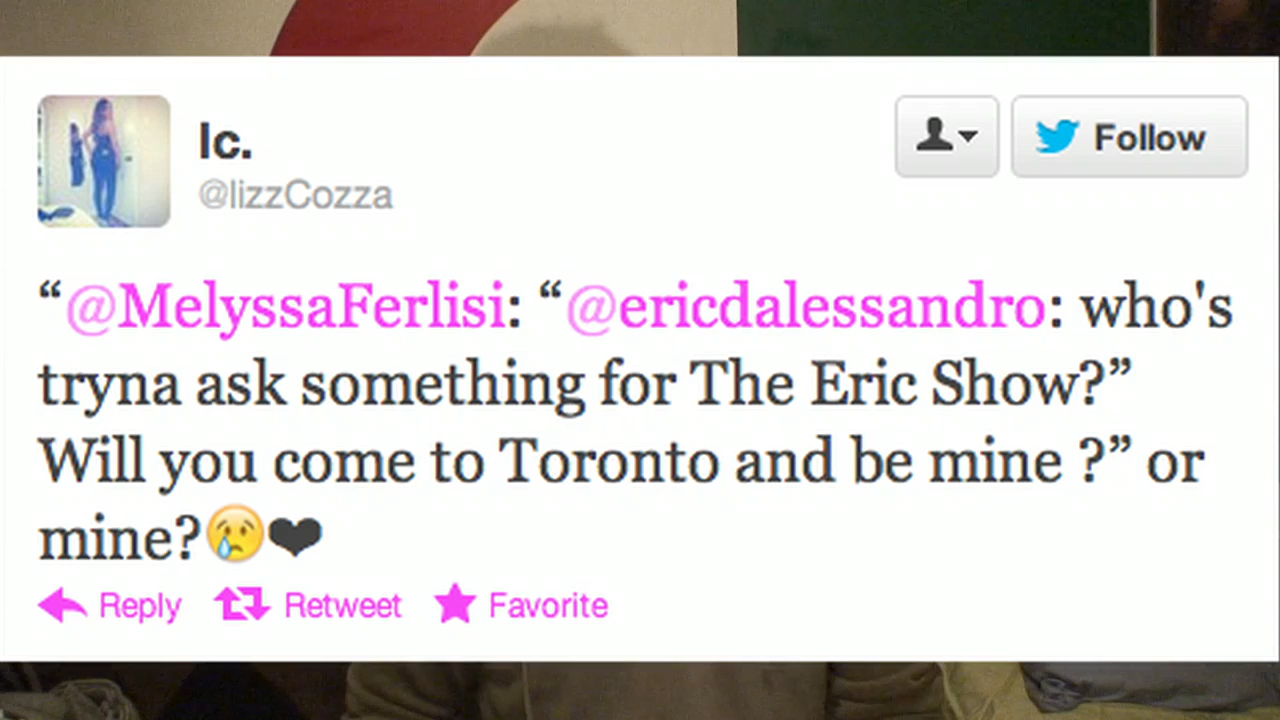 lc.
@lizzCozza
Follow
“@MelyssaFerlisi: “@ericdalessandro: who's
tryna ask something for The Eric Show?”
Will you come to Toronto and be mine ?” or
mine?😢❤
Reply Retweet Favorite